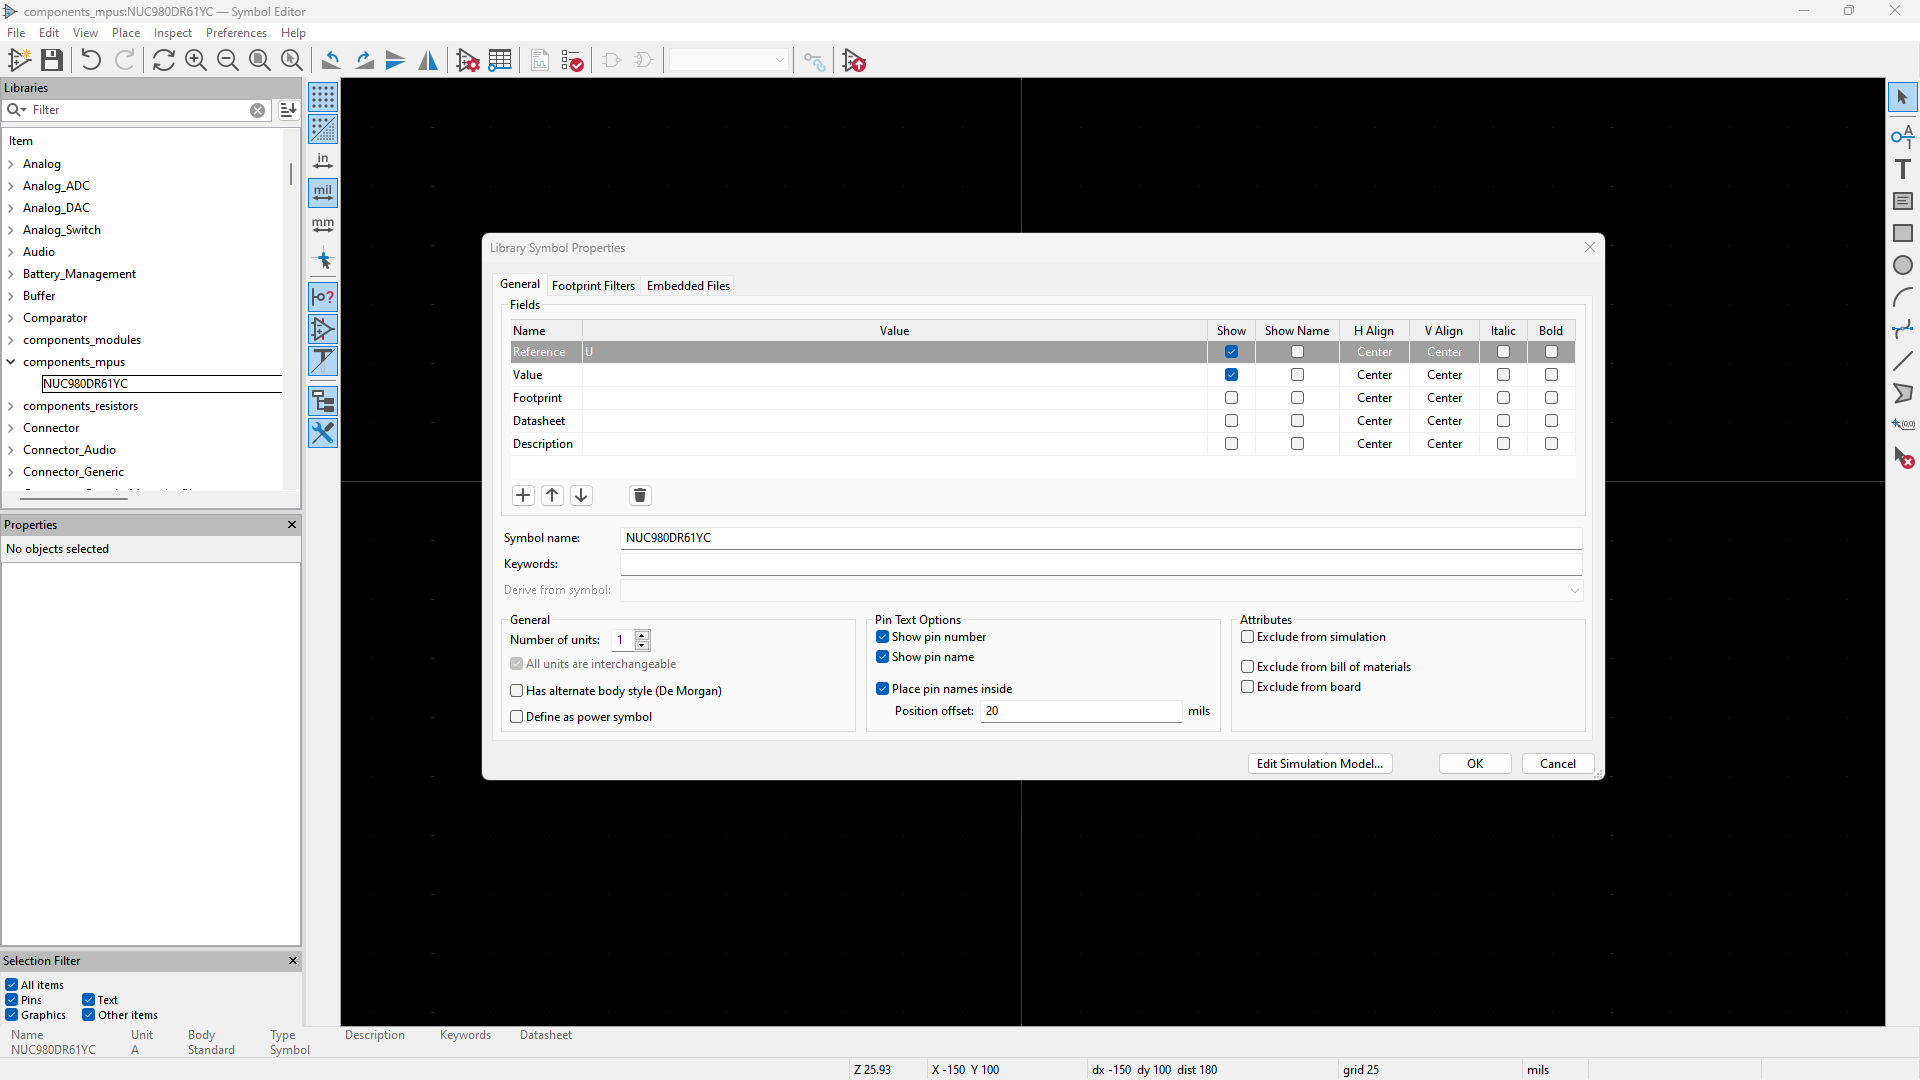 components_mpus:NUC980DR61YC — Symbol Editor
File Edit View Place Inspect Preferences Help
Libraries
Filter
Item
Analog
Analog_ADC
Analog_DAC
Analog_Switch
Audio
Battery_Management
Buffer
Comparator
components_modules
components_mpus
NUC980DR61YC
components_resistors
Connector
Connector_Audio
Connector_Generic
in
mil
mm
Properties
No objects selected
Selection Filter
All items
Pins Text
Graphics Other items
Library Symbol Properties
General Footprint Filters Embedded Files
Fields
Name Value Show Show Name H Align V Align Italic Bold
Reference U Center Center
Value Center Center
Footprint Center Center
Datasheet Center Center
Description Center Center
Symbol name: NUC980DR61YC
Keywords:
Derive from symbol:
General
Number of units: 1
All units are interchangeable
Has alternate body style (De Morgan)
Define as power symbol
Pin Text Options
Show pin number
Show pin name
Place pin names inside
Position offset: 20 mils
Attributes
Exclude from simulation
Exclude from bill of materials
Exclude from board
Edit Simulation Model... OK Cancel
A
1
T
(0,0)
Name Unit Body Type Description Keywords Datasheet
NUC980DR61YC A Standard Symbol
Z 25.93 X -150 Y 100 dx -150 dy 100 dist 180 grid 25 mils